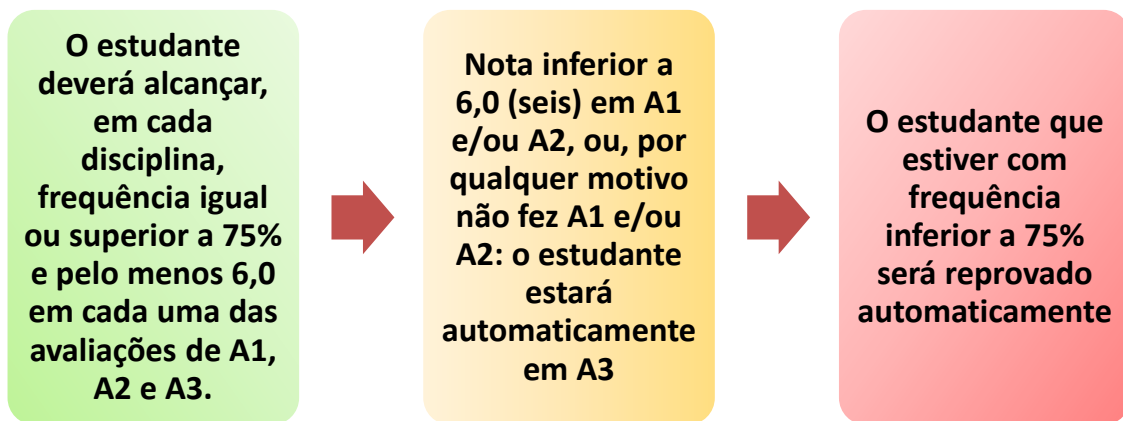 O estudante
deverá alcançar,
em cada
disciplina,
frequência igual
ou superior a 75%
e pelo menos 6,0
em cada uma das
avaliações de A1,
A2 e A3.
Nota inferior a
6,0 (seis) em A1
e/ou A2, ou, por
qualquer motivo
não fez A1 e/ou
A2: o estudante
estará
automaticamente
em A3
O estudante que
estiver com
frequência
inferior a 75%
será reprovado
automaticamente